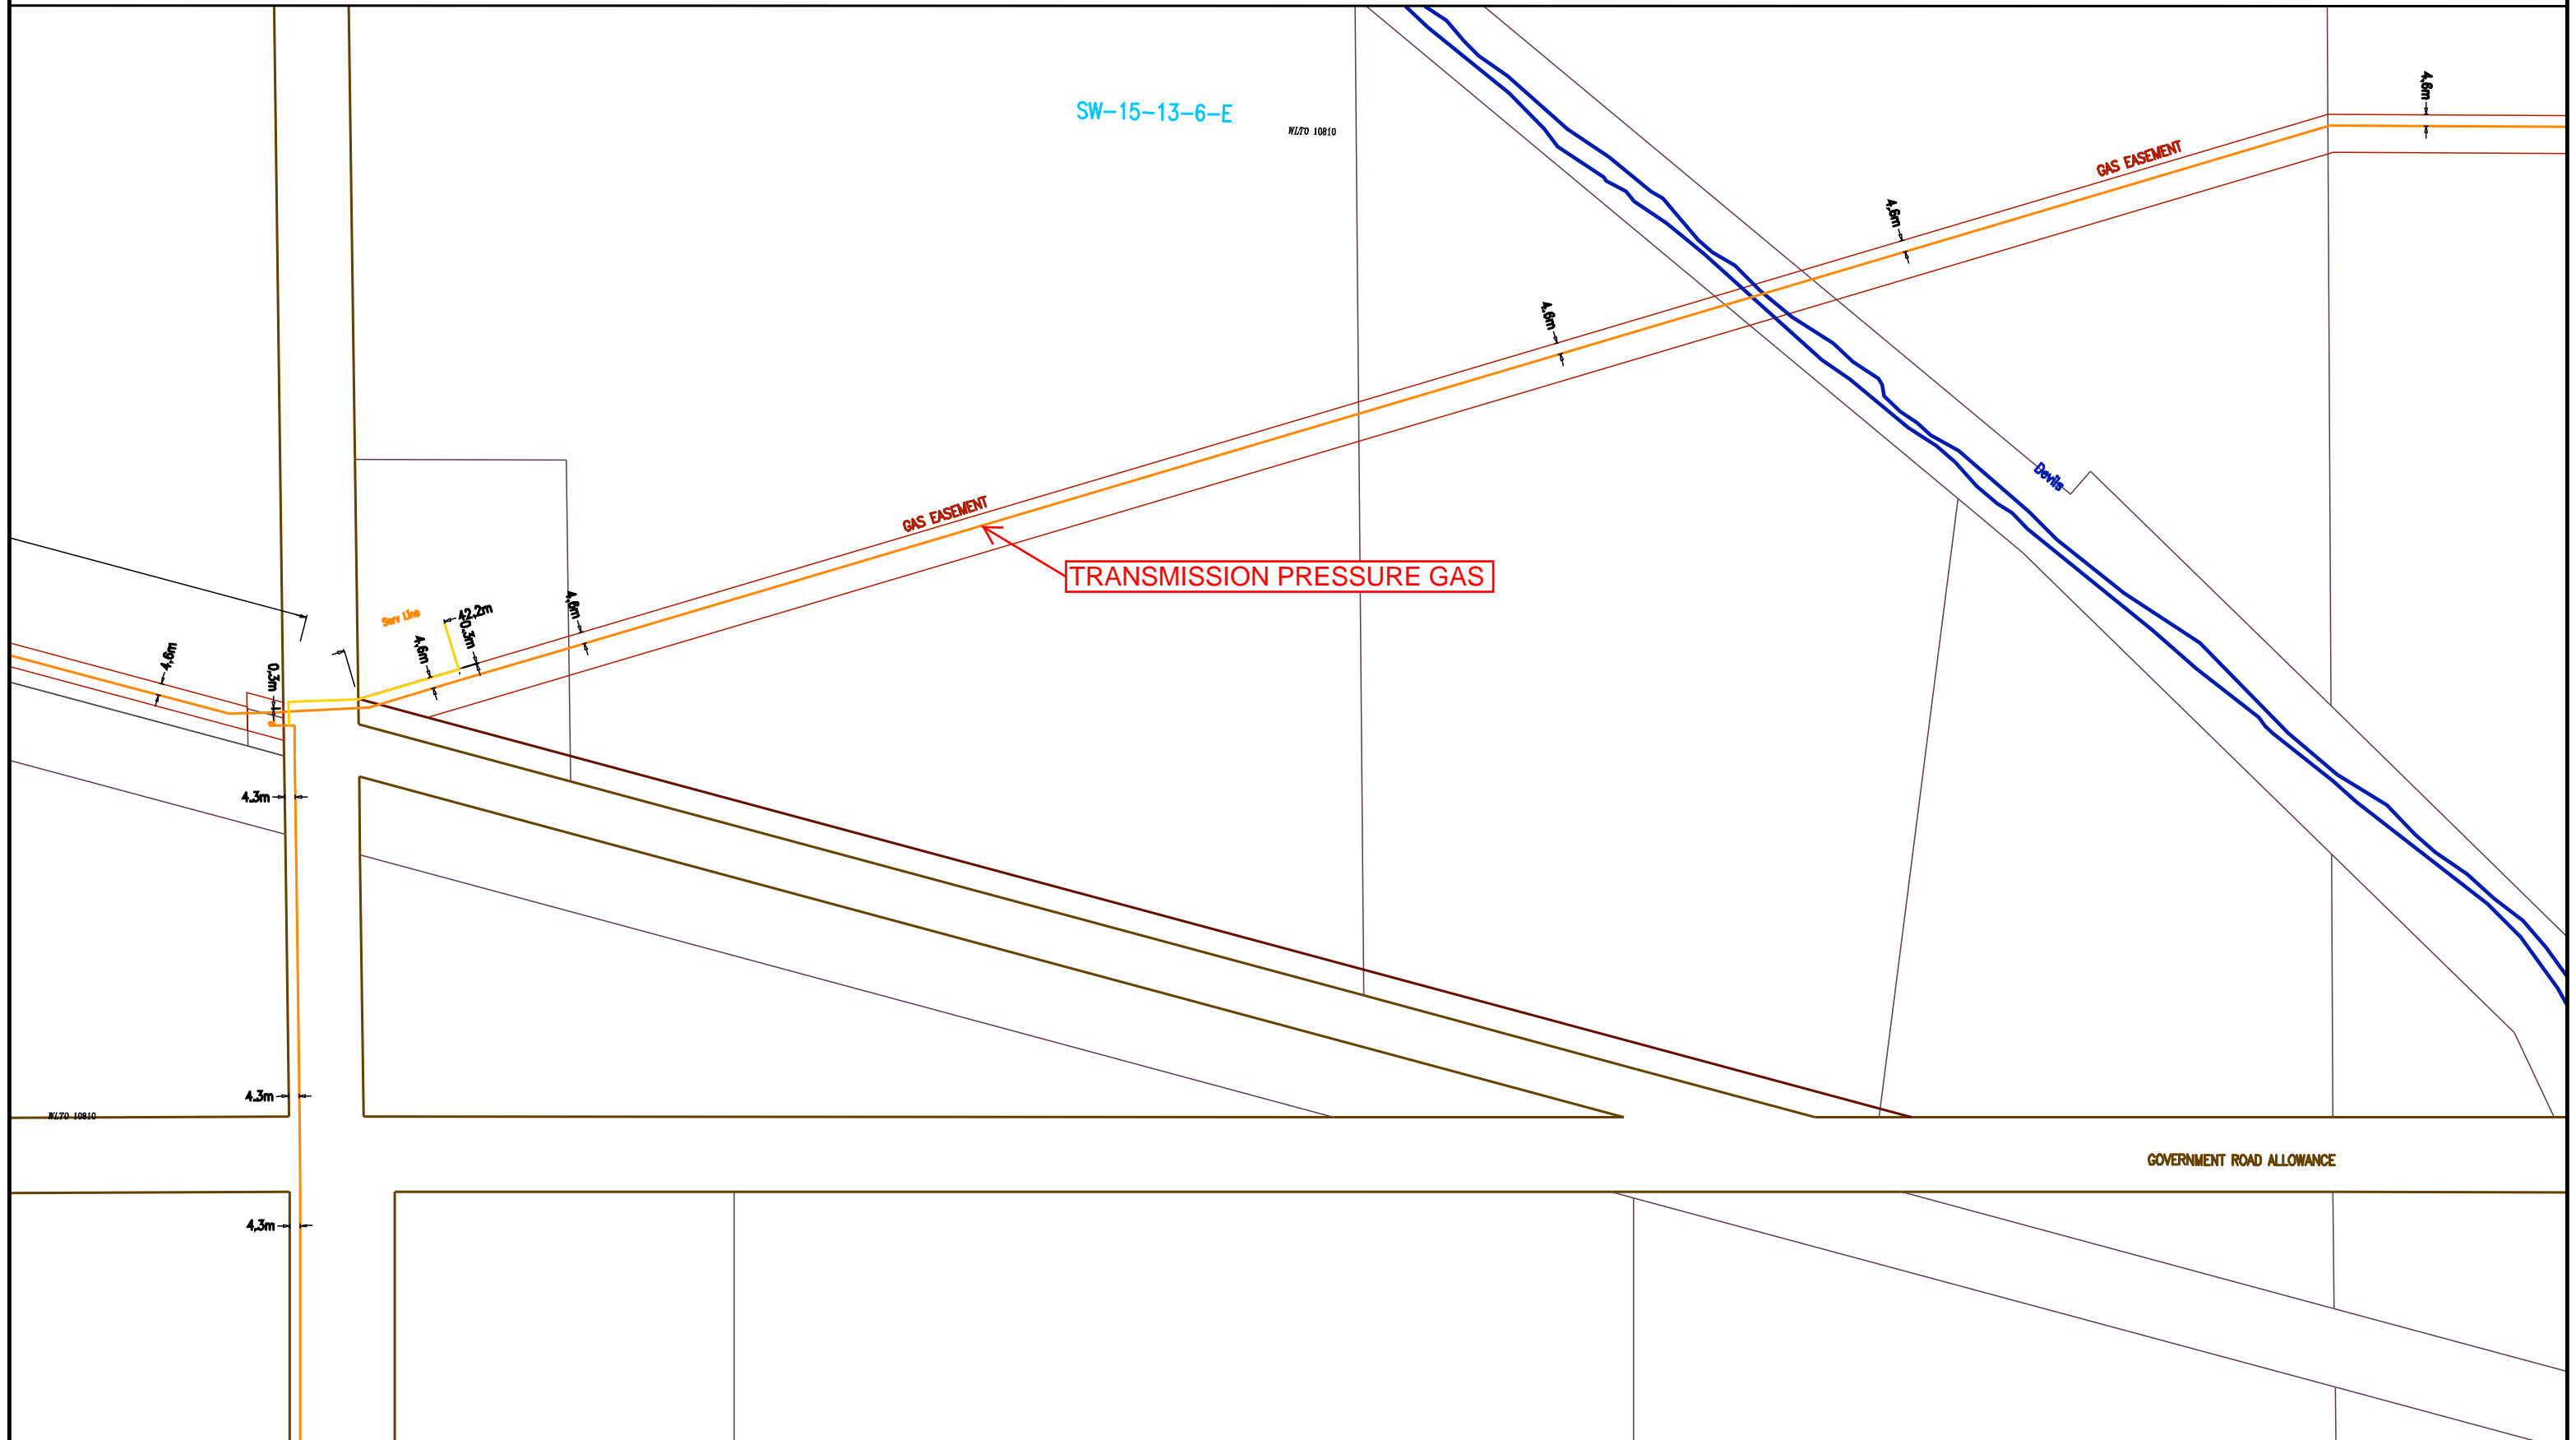 4.6m
SW-15-13-6-E
WLTO 10810
GAS EASEMENT
4.6m
4.6m
Devils
GAS EASEMENT
TRANSMISSION PRESSURE GAS
Serv Line
42.2m
4.6m
0.3m
4.6m
4.6m
0.3m
4.3m
4.3m
WLTO 10810
GOVERNMENT ROAD ALLOWANCE
4.3m